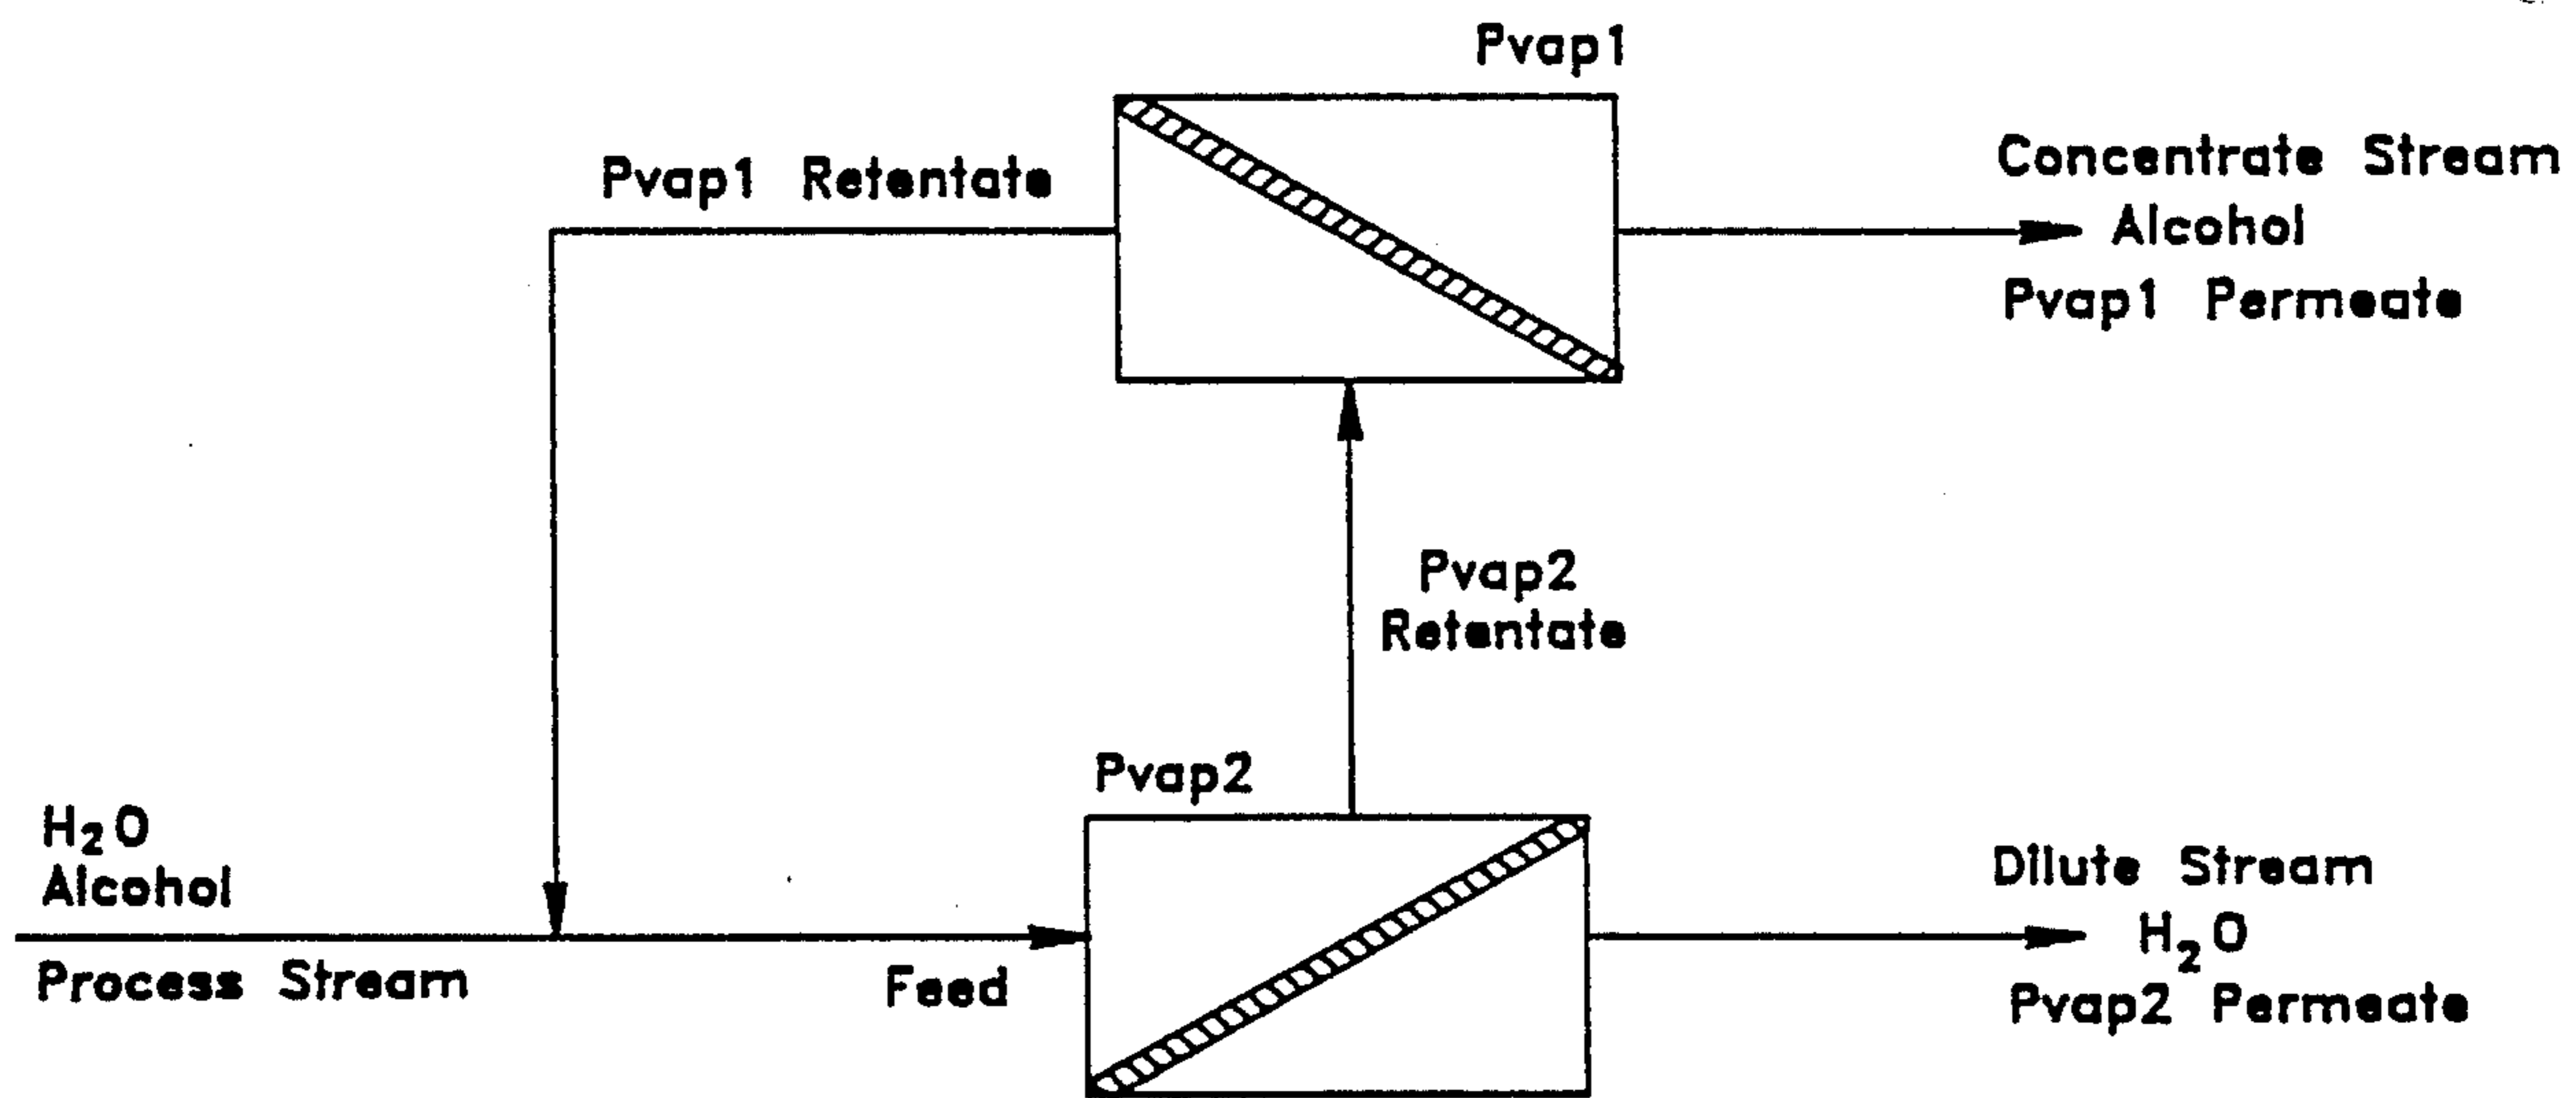 Pvap1
Pvap1 Retentate
Concentrate Stream
Alcohol
Pvap1 Permeate
Pvap2
Retentate
Pvap2
H₂O
Alcohol
Process Stream
Feed
Dilute Stream
H₂O
Pvap2 Permeate